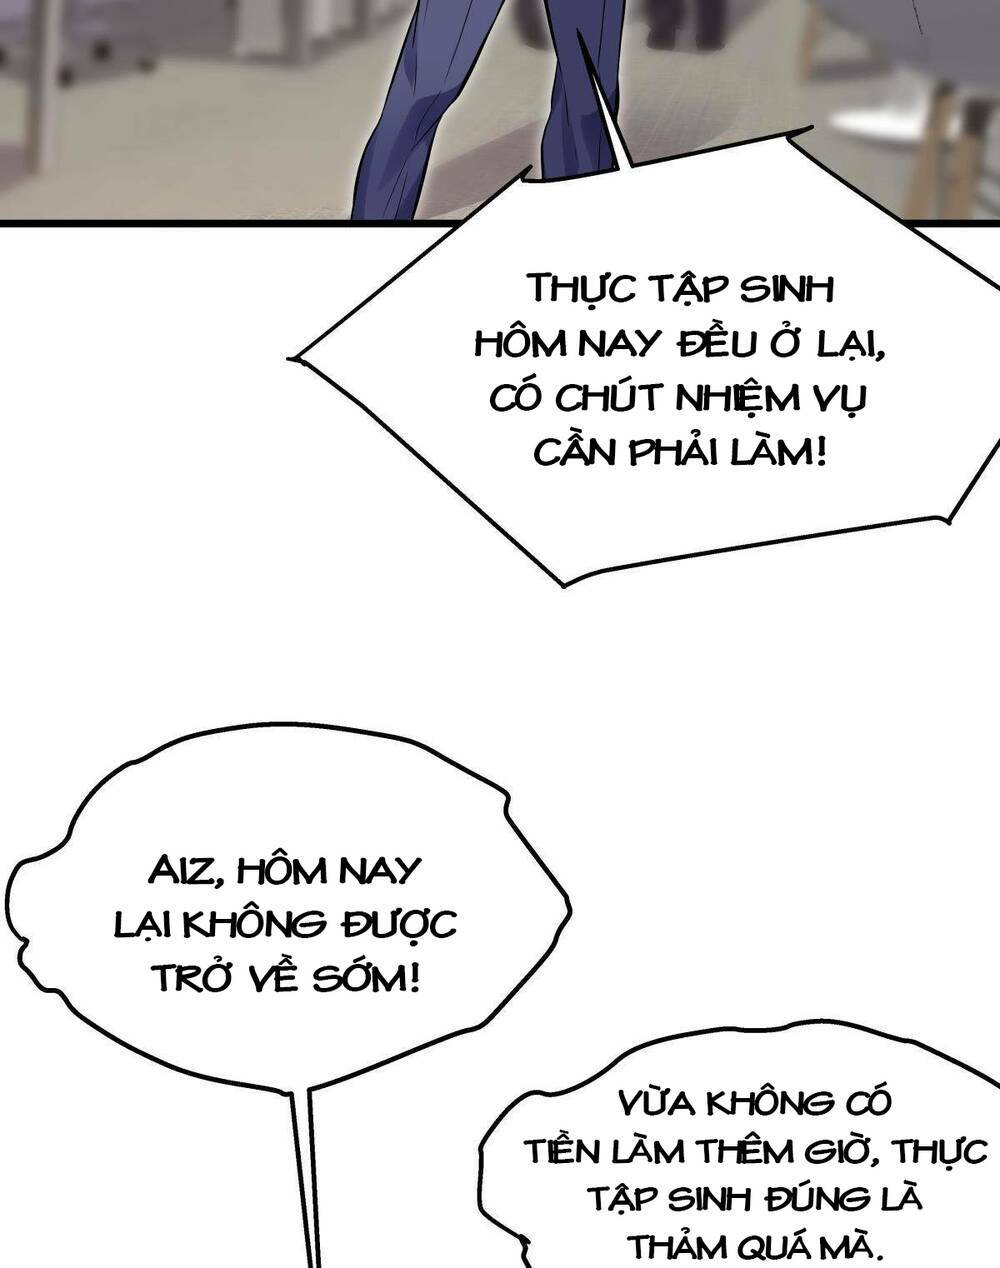 THỰC TẬP SINH
HÔM NAY ĐỀU Ở LẠI,
CÓ CHÚT NHIỆM VỤ
CẦN PHẢI LÀM!
AIZ, HÔM NAY
LẠI KHÔNG ĐƯỢC
TRỞ VỀ SỚM!
VỪA KHÔNG CÓ
TIỀN LÀM THÊM GIỜ, THỰC
TẬP SINH ĐÚNG LÀ
THẢM QUÁ MÀ.